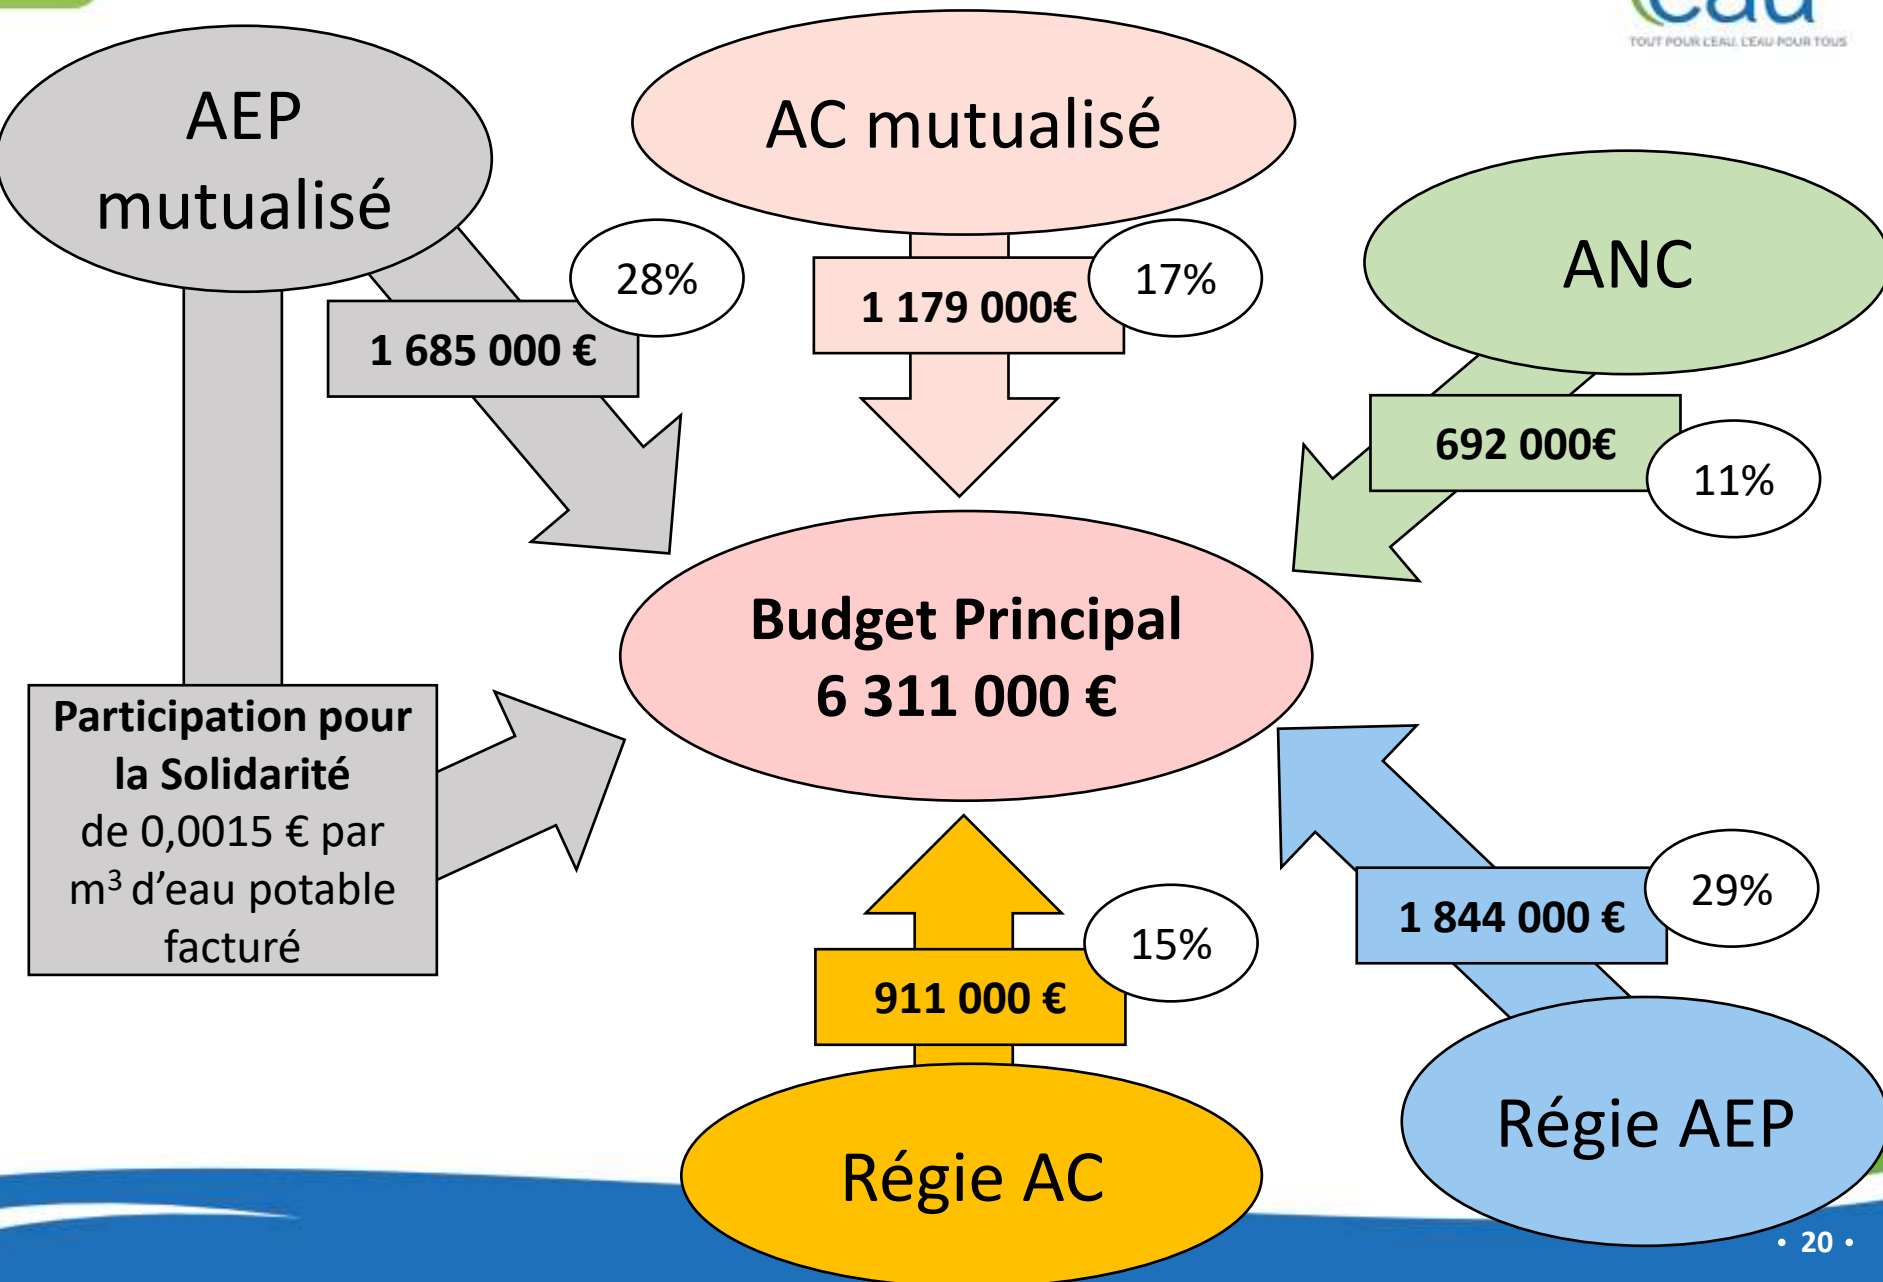 eau
TOUT POUR L'EAU, L'EAU POUR TOUS
AEP
mutualisé
AC mutualisé
ANC
28%
1 685 000 €
17%
1 179 000€
692 000€
11%
Budget Principal
6 311 000 €
Participation pour
la Solidarité
de 0,0015 € par
m³ d'eau potable
facturé
15%
911 000 €
29%
1 844 000 €
Régie AC
Régie AEP
• 20 •